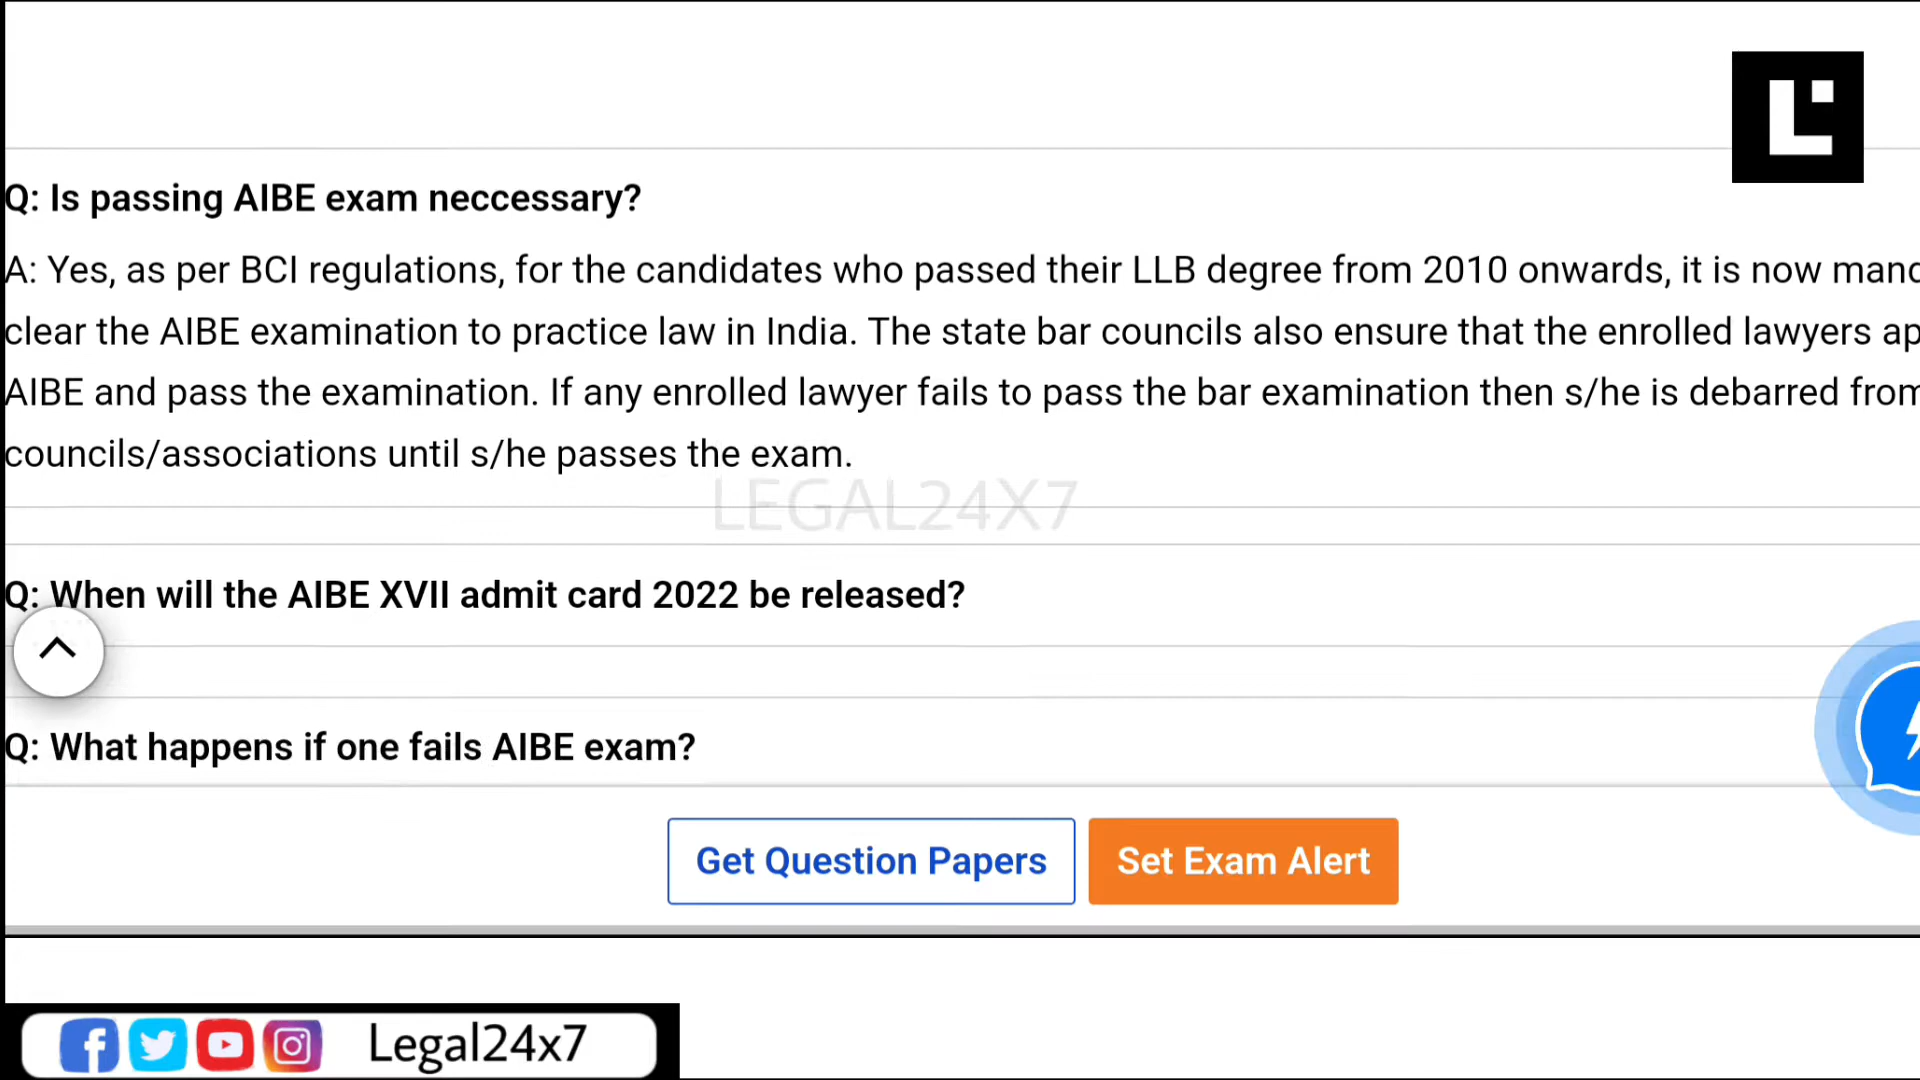 Q: Is passing AIBE exam neccessary?
A: Yes, as per BCI regulations, for the candidates who passed their LLB degree from 2010 onwards, it is now
clear the AIBE examination to practice law in India. The state bar councils also ensure that the enrolled lawyers
AIBE and pass the examination. If any enrolled lawyer fails to pass the bar examination then s/he is debarred from
councils/associations until s/he passes the exam.
LEGAL24X7
Q: When will the AIBE XVII admit card 2022 be released?
Q: What happens if one fails AIBE exam?
Get Question Papers
Set Exam Alert
Legal24x7